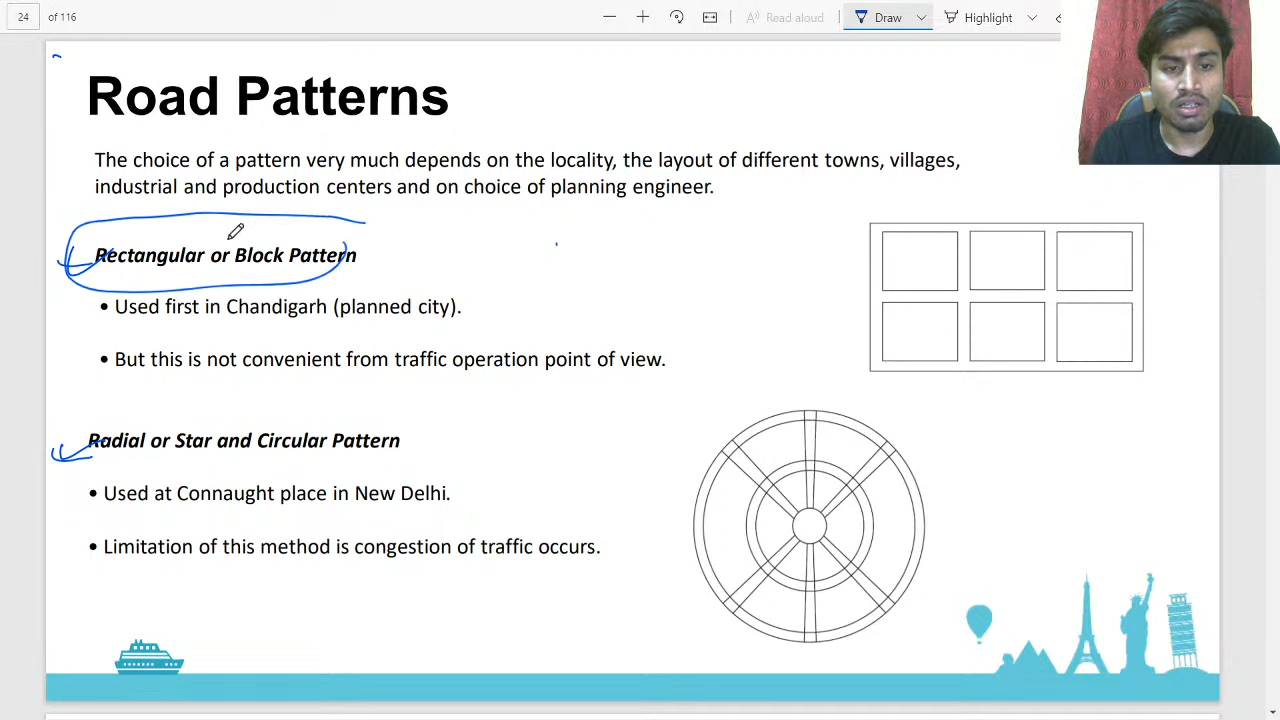 24 of 116
Read aloud
Draw
Highlight
Road Patterns
The choice of a pattern very much depends on the locality, the layout of different towns, villages,
industrial and production centers and on choice of planning engineer.
Rectangular or Block Pattern
• Used first in Chandigarh (planned city).
• But this is not convenient from traffic operation point of view.
Radial or Star and Circular Pattern
• Used at Connaught place in New Delhi.
• Limitation of this method is congestion of traffic occurs.